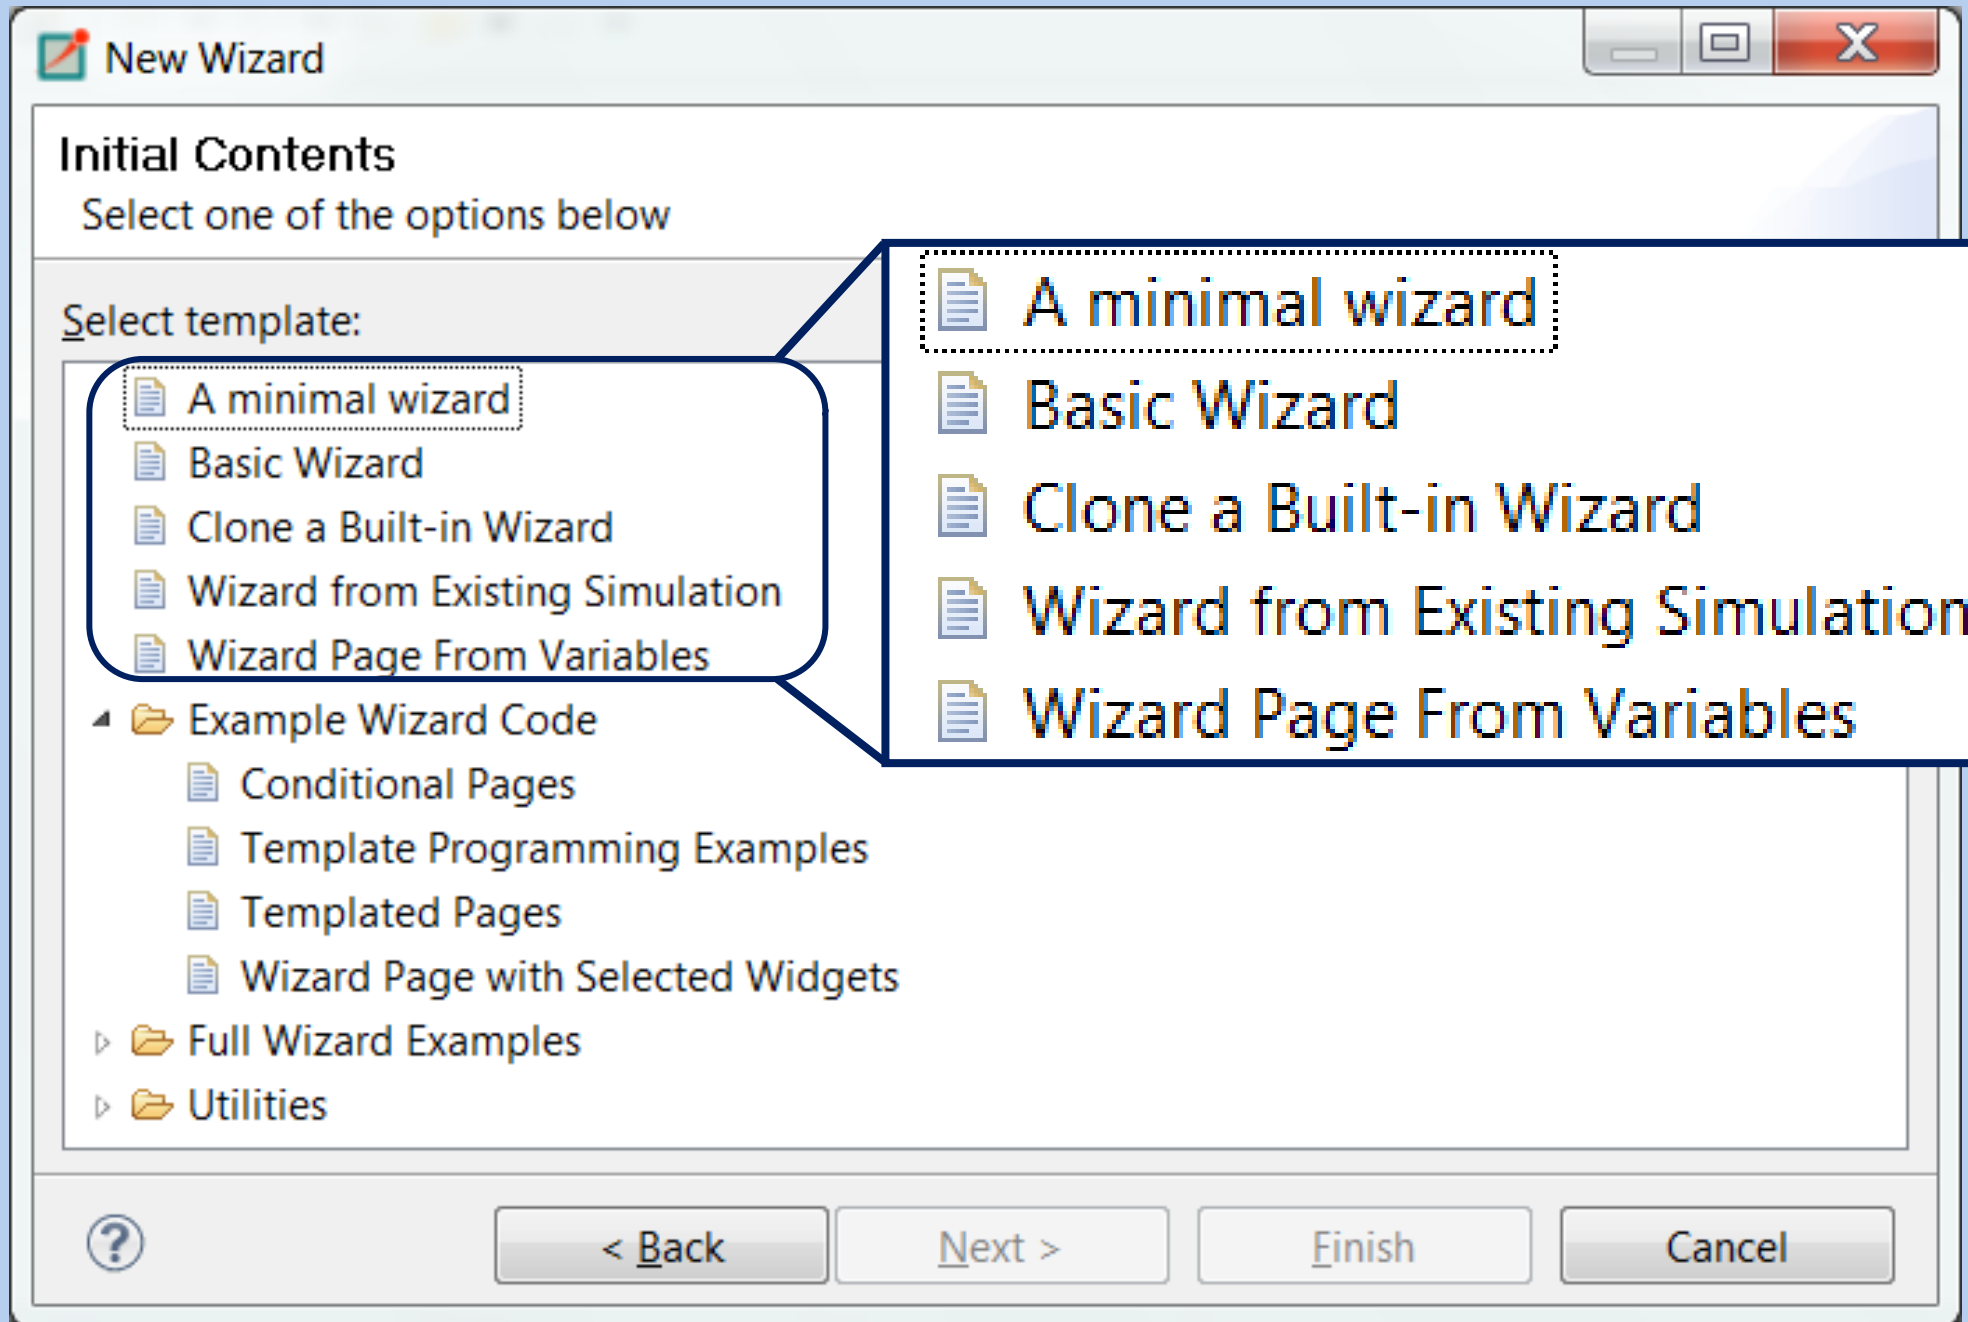 New Wizard
Initial Contents
Select one of the options below
Select template:
A minimal wizard
Basic Wizard
Clone a Built-in Wizard
Wizard from Existing Simulation
Wizard Page From Variables
Example Wizard Code
Conditional Pages
Template Programming Examples
Templated Pages
Wizard Page with Selected Widgets
Full Wizard Examples
Utilities
A minimal wizard
Basic Wizard
Clone a Built-in Wizard
Wizard from Existing Simulation
Wizard Page From Variables
?
< Back
Next >
Finish
Cancel